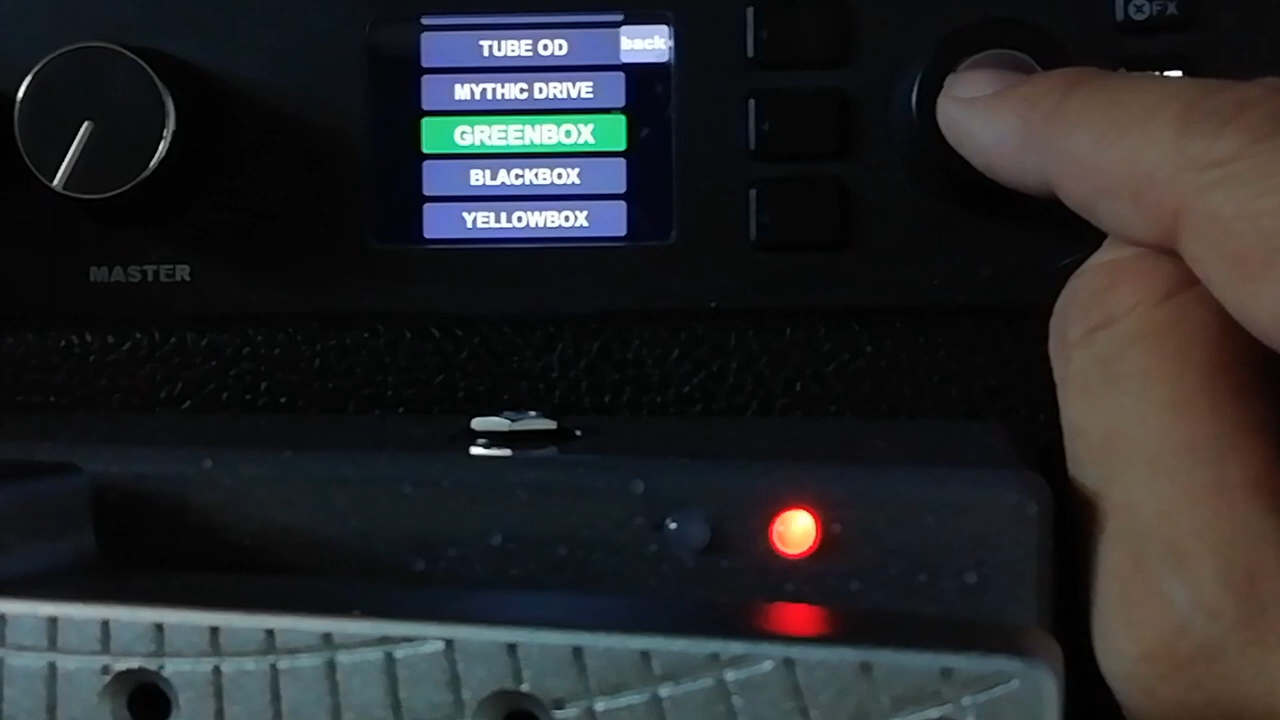 FX
TUBE OD
back
MYTHIC DRIVE
GREENBOX
BLACKBOX
YELLOWBOX
MASTER